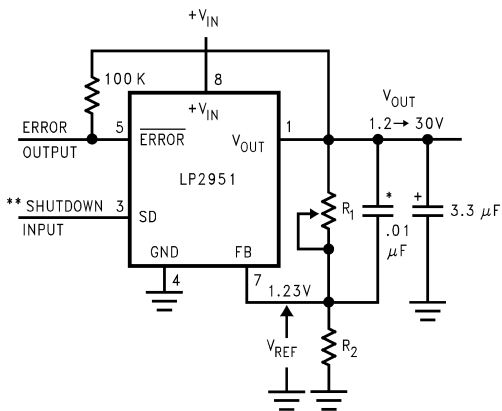 +VIN
100 K
8
+VIN
VOUT
1.2→30V
ERROR
OUTPUT
5
ERROR
VOUT
1
LP2951
** SHUTDOWN
INPUT
3
SD
R1
*
.01
μF
+
3.3 μF
GND
FB
4
7
1.23V
VREF
R2